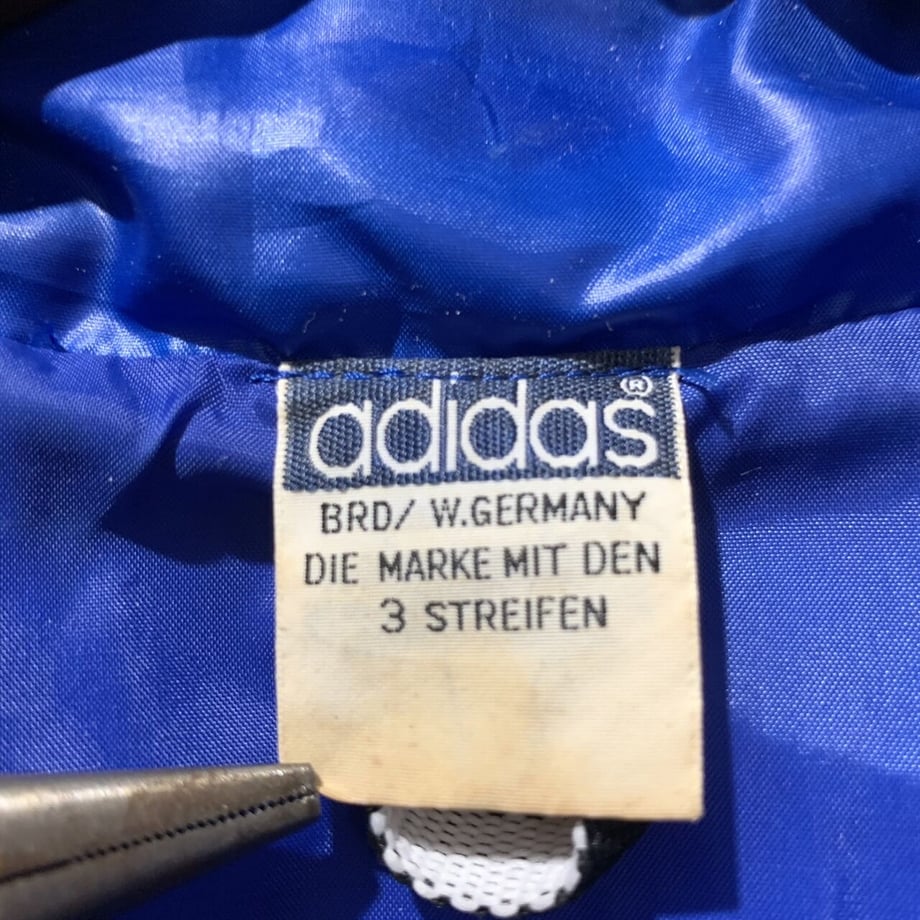 adidas®
BRD/ W.GERMANY
DIE MARKE MIT DEN
3 STREIFEN